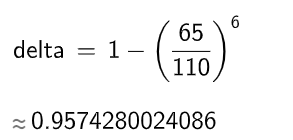 delta = 1 − (65/110)^6
≈ 0.9574280024086